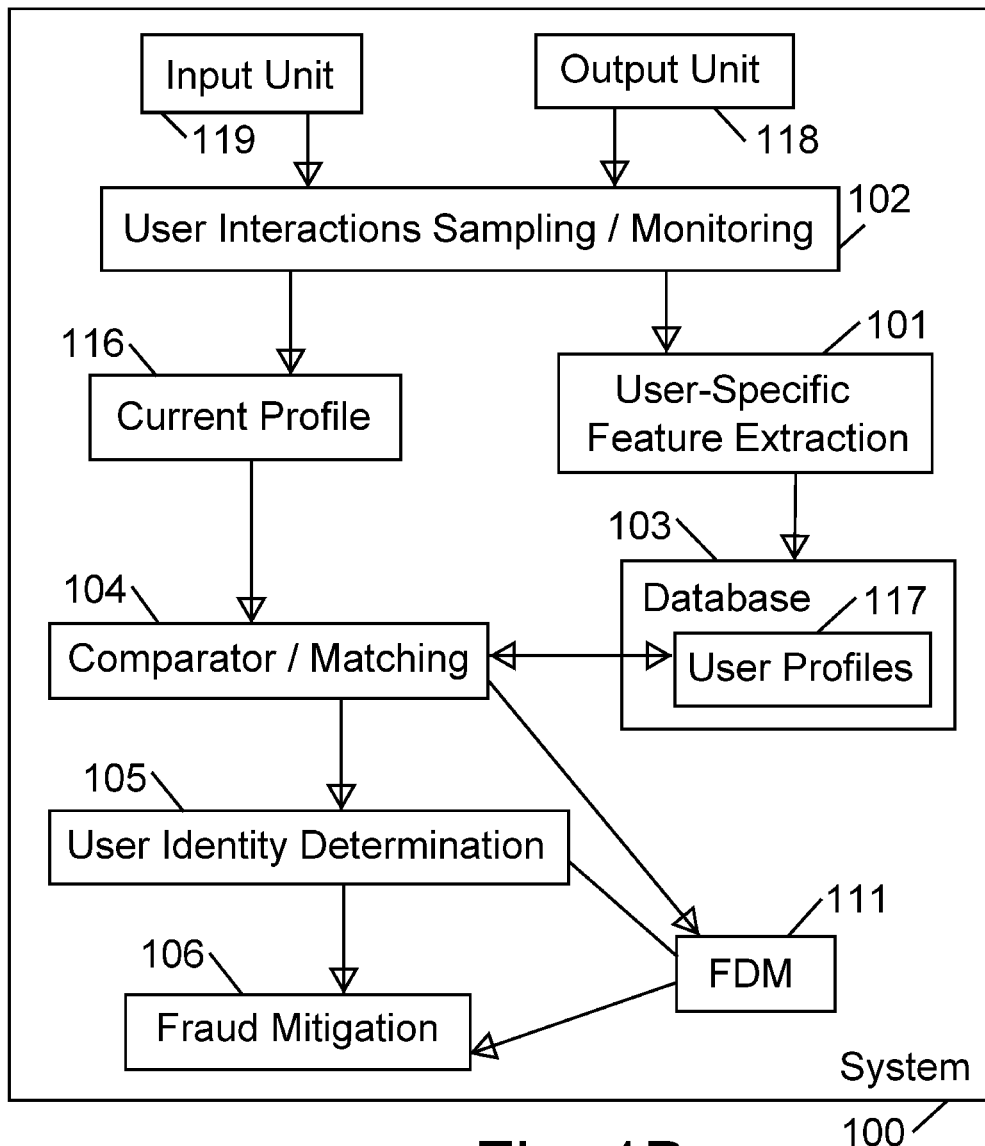 Input Unit
Output Unit
119
118
User Interactions Sampling / Monitoring
102
116
101
Current Profile
User-Specific
Feature Extraction
103
104
Database
117
Comparator / Matching
User Profiles
105
User Identity Determination
111
106
FDM
Fraud Mitigation
System
100